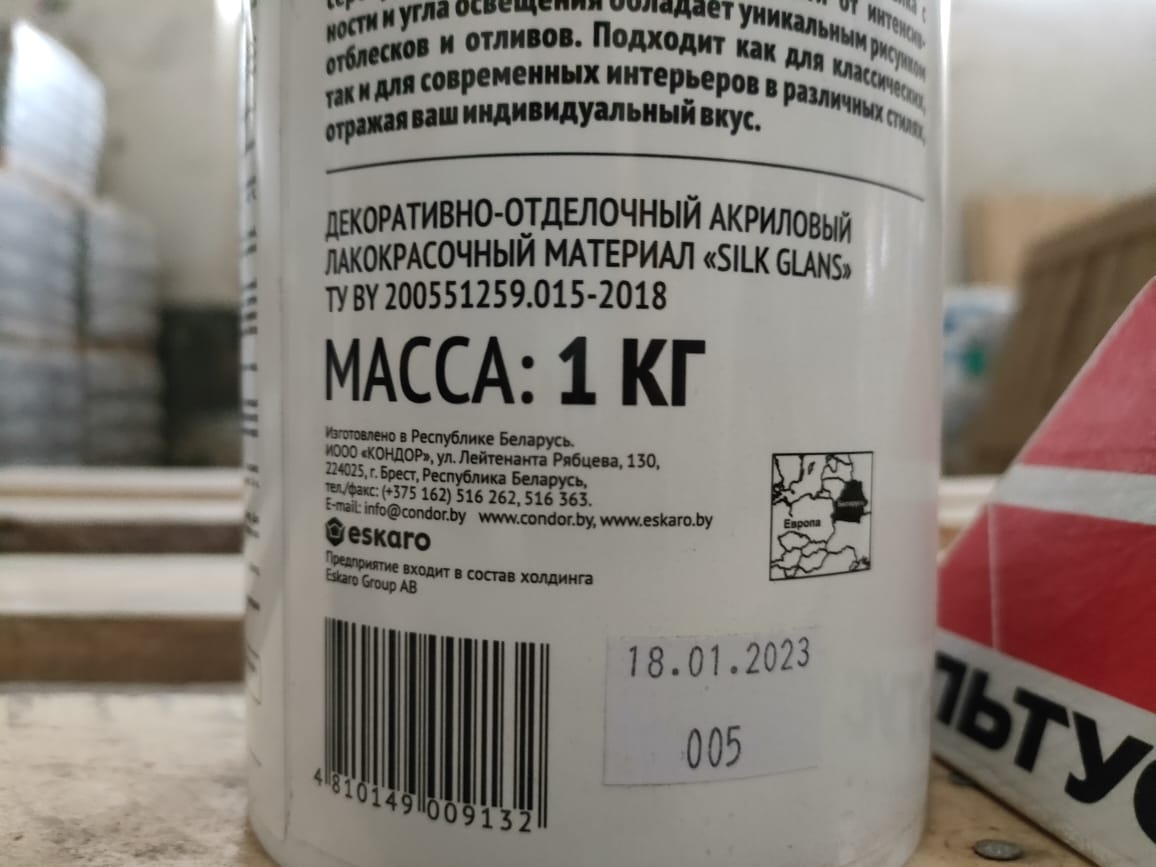 от интенсив-
ности и угла освещения обладает уникальным рисунком
отблесков и отливов. Подходит как для классических,
так и для современных интерьеров в различных стилях,
отражая ваш индивидуальный вкус.
ДЕКОРАТИВНО-ОТДЕЛОЧНЫЙ АКРИЛОВЫЙ
ЛАКОКРАСОЧНЫЙ МАТЕРИАЛ «SILK GLANS»
ТУ BY 200551259.015-2018
МАССА: 1 КГ
Изготовлено в Республике Беларусь.
ИООО «КОНДОР», ул. Лейтенанта Рябцева, 130,
224025, г. Брест, Республика Беларусь,
тел./факс: (+375 162) 516 262, 516 363.
E-mail: info@condor.by www.condor.by, www.eskaro.by
eskaro
Предприятие входит в состав холдинга
Eskaro Group AB
Европа
Беларусь
18.01.2023
005
4 810149 009132
ЛЬТУС